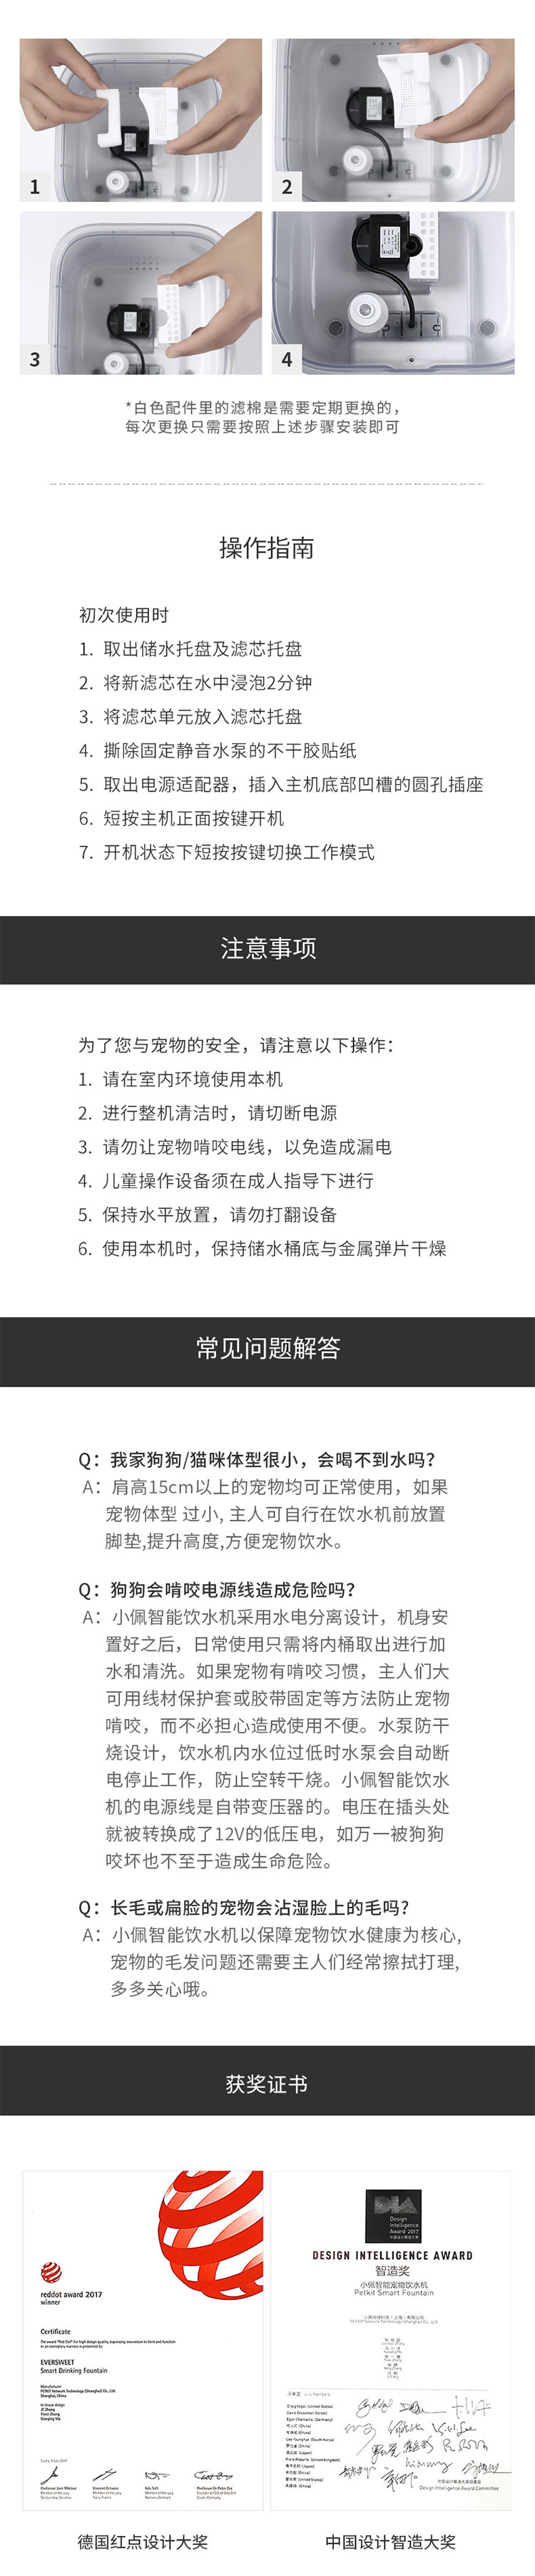 1
2
3
4
*白色配件里的滤棉是需要定期更换的，
每次更换只需要按照上述步骤安装即可
操作指南
初次使用时
1. 取出储水托盘及滤芯托盘
2. 将新滤芯在水中浸泡2分钟
3. 将滤芯单元放入滤芯托盘
4. 撕除固定静音水泵的不干胶贴纸
5. 取出电源适配器，插入主机底部凹槽的圆孔插座
6. 短按主机正面按键开机
7. 开机状态下短按按键切换工作模式
注意事项
为了您与宠物的安全，请注意以下操作：
1. 请在室内环境使用本机
2. 进行整机清洁时，请切断电源
3. 请勿让宠物啃咬电线，以免造成漏电
4. 儿童操作设备须在成人指导下进行
5. 保持水平放置，请勿打翻设备
6. 使用本机时，保持储水桶底与金属弹片干燥
常见问题解答
Q：我家狗狗/猫咪体型很小，会喝不到水吗？
A：肩高15cm以上的宠物均可正常使用，如果
宠物体型 过小, 主人可自行在饮水机前放置
脚垫,提升高度,方便宠物饮水。
Q：狗狗会啃咬电源线造成危险吗？
A：小佩智能饮水机采用水电分离设计，机身安
置好之后，日常使用只需将内桶取出进行加
水和清洗。如果宠物有啃咬习惯，主人们大
可用线材保护套或胶带固定等方法防止宠物
啃咬，而不必担心造成使用不便。水泵防干
烧设计，饮水机内水位过低时水泵会自动断
电停止工作，防止空转干烧。小佩智能饮水
机的电源线是自带变压器的。电压在插头处
就被转换成了12V的低压电，如万一被狗狗
咬坏也不至于造成生命危险。
Q：长毛或扁脸的宠物会沾湿脸上的毛吗?
A：小佩智能饮水机以保障宠物饮水健康为核心,
宠物的毛发问题还需要主人们经常擦拭打理,
多多关心哦。
获奖证书
reddot award 2017
winner
Certificate
EVERSWEET
Smart Drinking Fountain
DIA
Design
Intelligence
Award 2017
DESIGN INTELLIGENCE AWARD
智造奖
小佩智能宠物饮水机
Petkit Smart Fountain
德国红点设计大奖
中国设计智造大奖